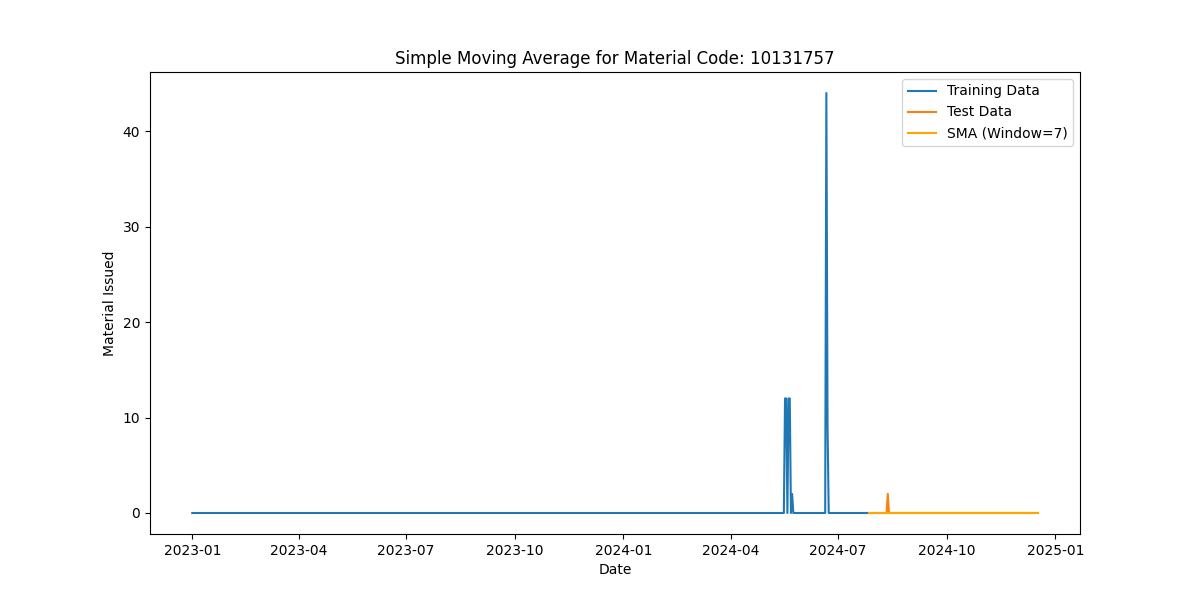 Simple Moving Average for Material Code: 10131757
Training Data
Test Data
SMA (Window=7)
Material Issued
40
30
20
10
0
2023-01 2023-04 2023-07 2023-10 2024-01 2024-04 2024-07 2024-10 2025-01
Date